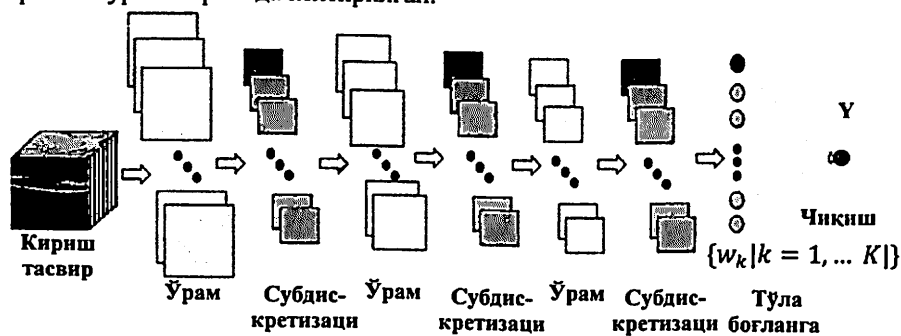 Y
Чиқиш
{w_k|k = 1, … K|}
Кириш
тасвир
Ўрам
Субдис-
кретизаци
Ўрам
Субдис-
кретизаци
Ўрам
Субдис-
кретизаци
Тўла
боғланга